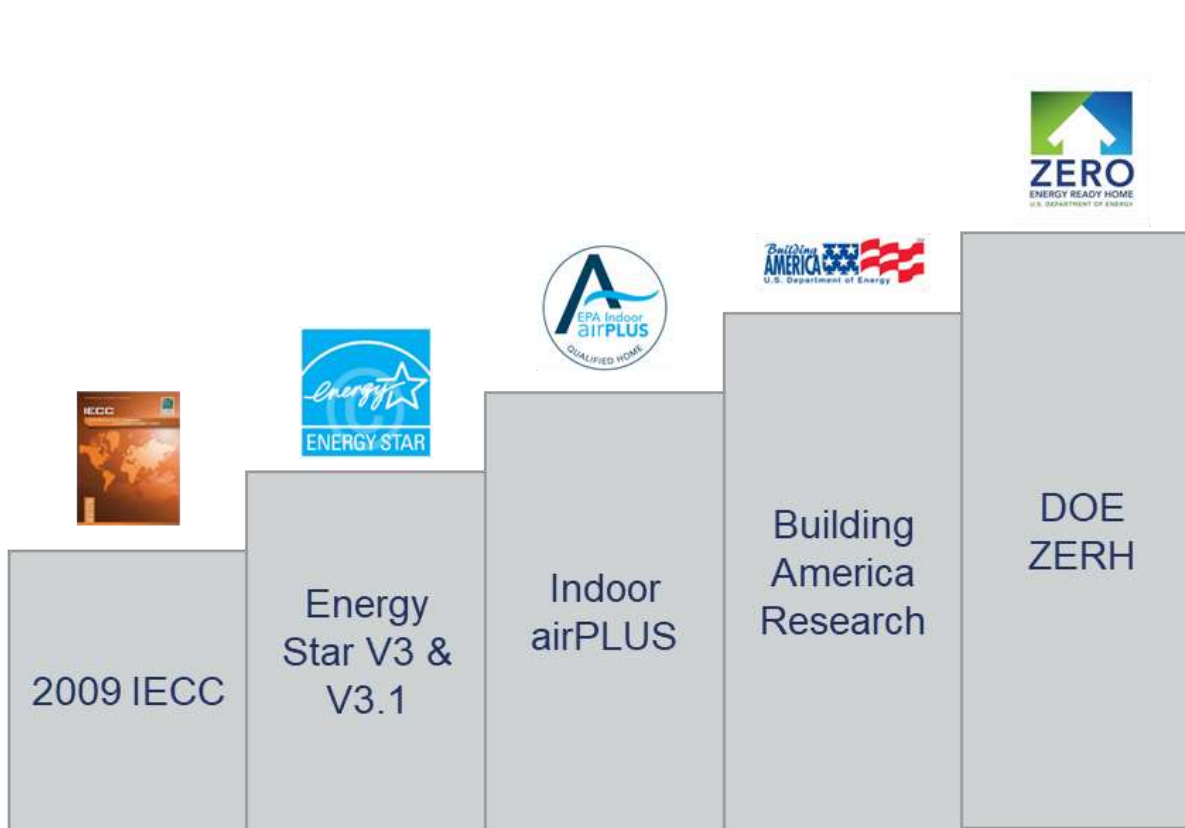 ZERO
ENERGY READY HOME
U.S. DEPARTMENT OF ENERGY
Building
AMERICA
U.S. Department of Energy
EPA Indoor
airPLUS
QUALIFIED HOME
energy
ENERGY STAR
IECC
2009 IECC
Energy
Star V3 &
V3.1
Indoor
airPLUS
Building
America
Research
DOE
ZERH